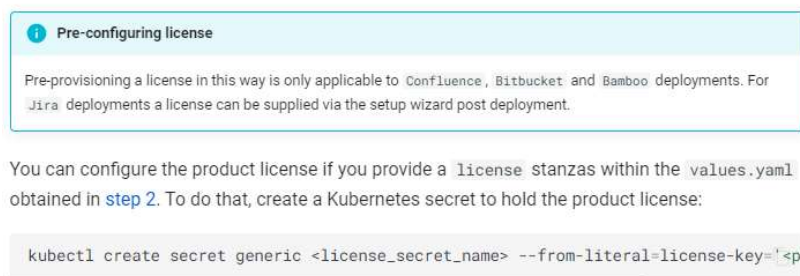 Pre-configuring license
Pre-provisioning a license in this way is only applicable to Confluence, Bitbucket and Bamboo deployments. For
Jira deployments a license can be supplied via the setup wizard post deployment.
You can configure the product license if you provide a license stanzas within the values.yaml
obtained in step 2. To do that, create a Kubernetes secret to hold the product license:
kubectl create secret generic <license_secret_name> --from-literal=license-key='<p